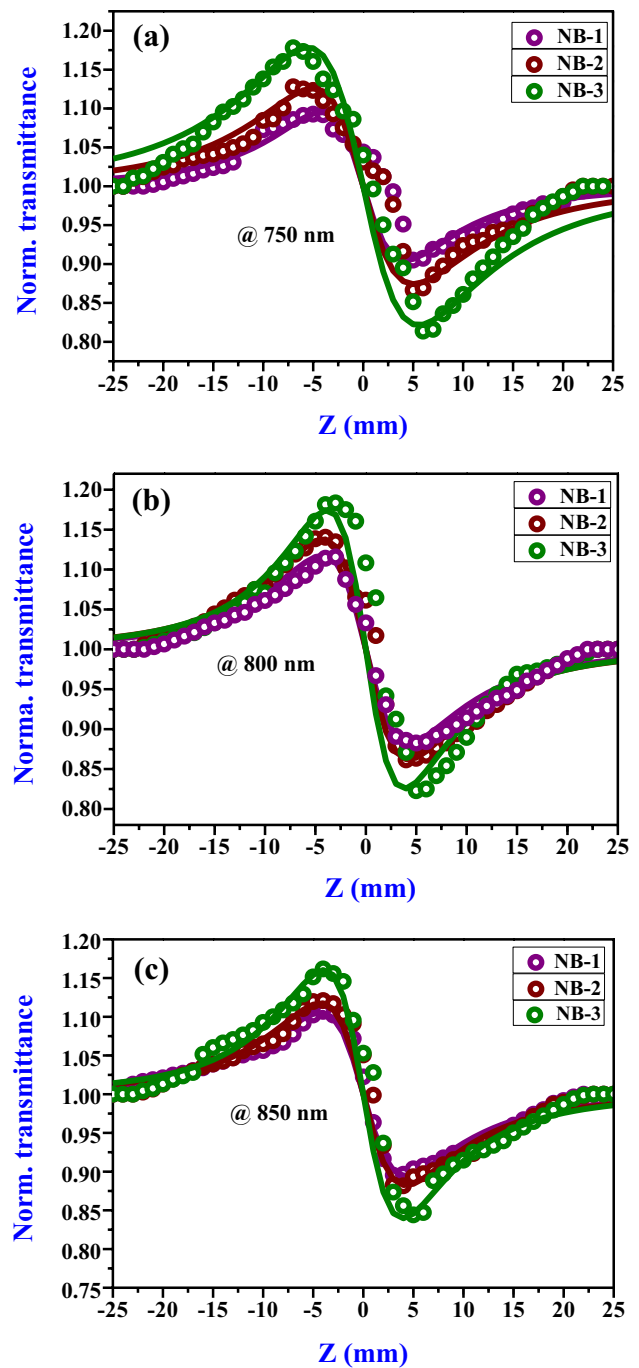 (a)
NB-1
NB-2
NB-3
1.20
1.15
1.10
1.05
1.00
0.95
0.90
0.85
0.80
Norm. transmittance
@ 750 nm
-25 -20 -15 -10 -5 0 5 10 15 20 25
Z (mm)
(b)
NB-1
NB-2
NB-3
1.20
1.15
1.10
1.05
1.00
0.95
0.90
0.85
0.80
Norma. transmittance
@ 800 nm
-25 -20 -15 -10 -5 0 5 10 15 20 25
Z (mm)
(c)
NB-1
NB-2
NB-3
1.20
1.15
1.10
1.05
1.00
0.95
0.90
0.85
0.80
0.75
Norm. transmittance
@ 850 nm
-25 -20 -15 -10 -5 0 5 10 15 20 25
Z (mm)